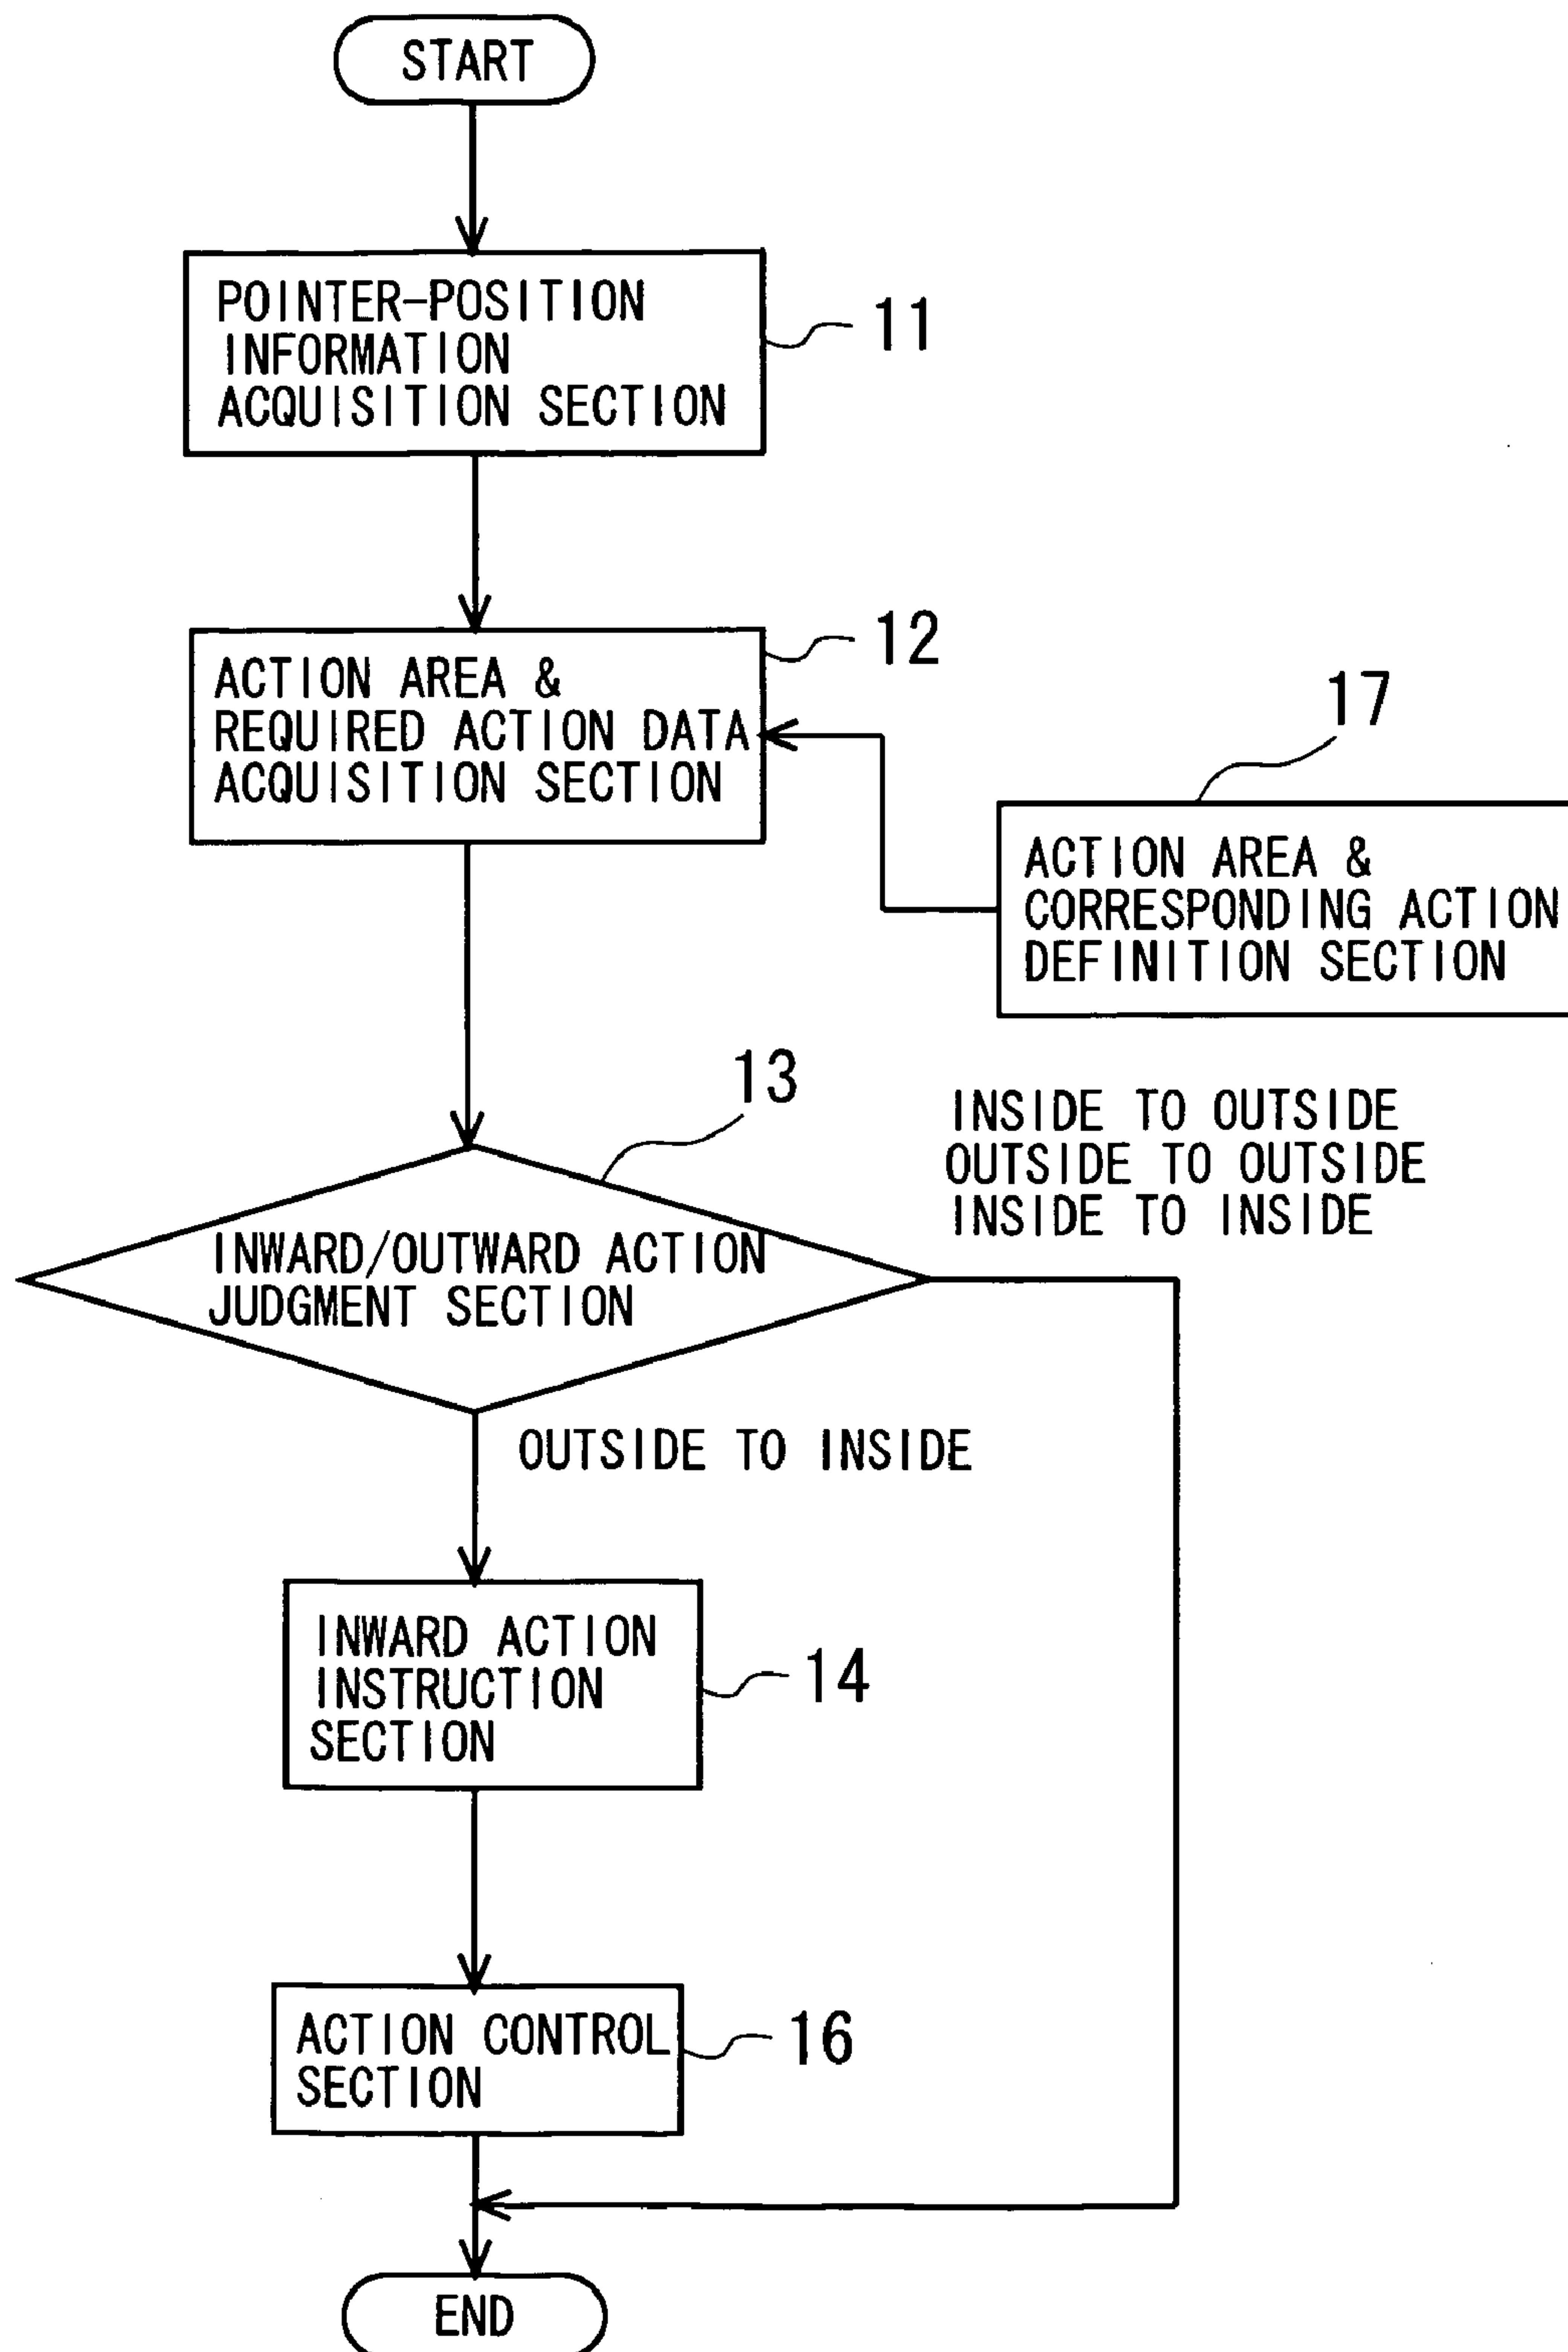 START
POINTER-POSITION
INFORMATION
ACQUISITION SECTION
11
ACTION AREA &
REQUIRED ACTION DATA
ACQUISITION SECTION
12
17
ACTION AREA &
CORRESPONDING ACTION
DEFINITION SECTION
13
INSIDE TO OUTSIDE
OUTSIDE TO OUTSIDE
INSIDE TO INSIDE
INWARD/OUTWARD ACTION
JUDGMENT SECTION
OUTSIDE TO INSIDE
INWARD ACTION
INSTRUCTION
SECTION
14
ACTION CONTROL
SECTION
16
END